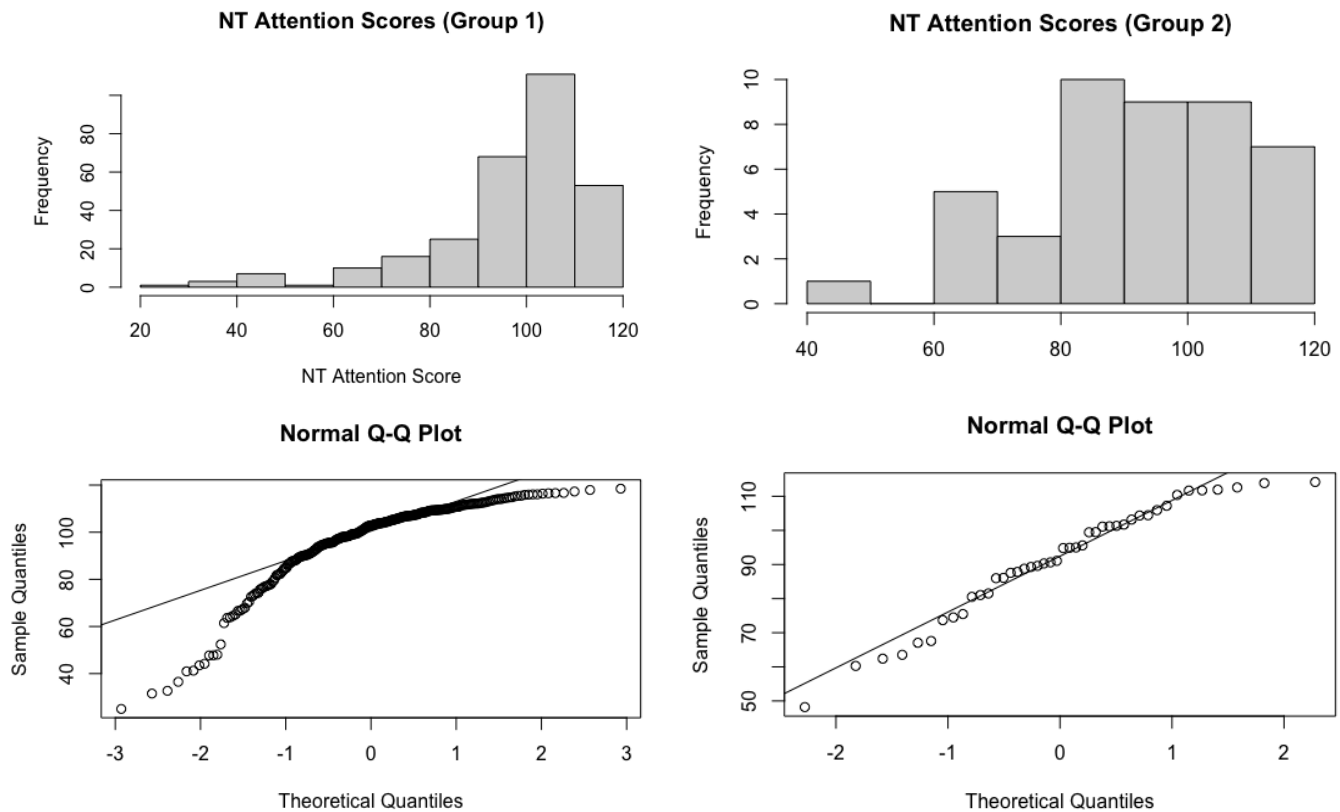 NT Attention Scores (Group 1)
Frequency
0 20 40 60 80
20 40 60 80 100 120
NT Attention Score
NT Attention Scores (Group 2)
Frequency
0 2 4 6 8 10
40 60 80 100 120
Normal Q-Q Plot
Sample Quantiles
40 60 80 100
-3 -2 -1 0 1 2 3
Theoretical Quantiles
Normal Q-Q Plot
Sample Quantiles
50 70 90 110
-2 -1 0 1 2
Theoretical Quantiles